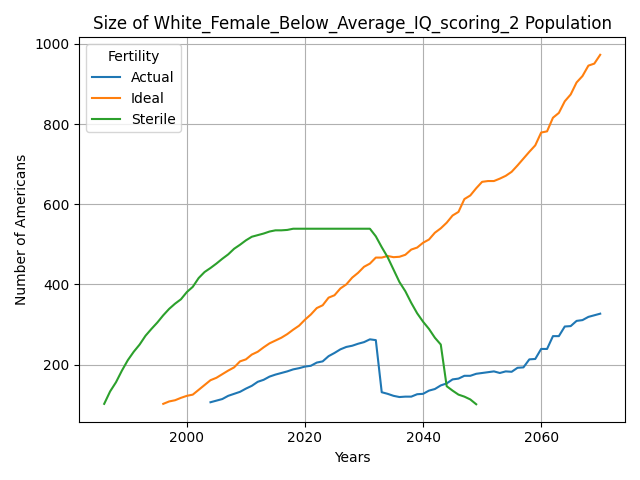 Size of White_Female_Below_Average_IQ_scoring_2 Population
Number of Americans
1000
800
600
400
200
Fertility
Actual
Ideal
Sterile
2000 2020 2040 2060
Years